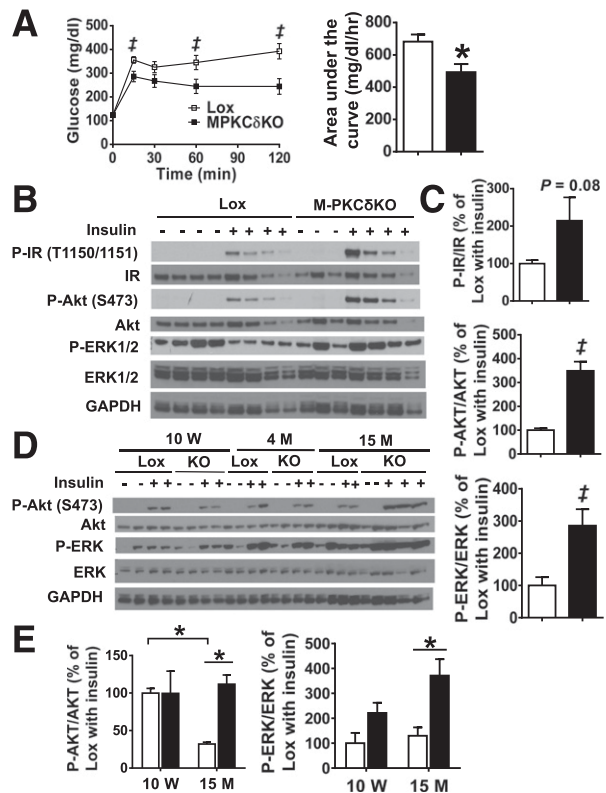 A
Glucose (mg/dl)
500
400
300
200
100
0
‡ ‡ ‡
Lox
MPKCδKO
0 30 60 90 120
Time (min)
Area under the
curve (mg/dl/hr)
800
600
400
200
0
*
B
Lox M-PKCδKO
Insulin - - - - + + + + - - - + + + +
P-IR (T1150/1151)
IR
P-Akt (S473)
Akt
P-ERK1/2
ERK1/2
GAPDH
C
P-IR/IR (% of
Lox with insulin)
300
200
100
0
P = 0.08
P-AKT/AKT (% of
Lox with insulin)
500
400
300
200
100
0
‡
P-ERK/ERK (% of
Lox with insulin)
400
300
200
100
0
‡
D
10 W 4 M 15 M
Lox KO Lox KO Lox KO
Insulin - - + + - + + - + + - + + - + + - - + + +
P-Akt (S473)
Akt
P-ERK
ERK
GAPDH
E
P-AKT/AKT (% of
Lox with insulin)
150
100
50
0
* *
10 W 15 M
P-ERK/ERK (% of
Lox with insulin)
500
400
300
200
100
0
*
10 W 15 M